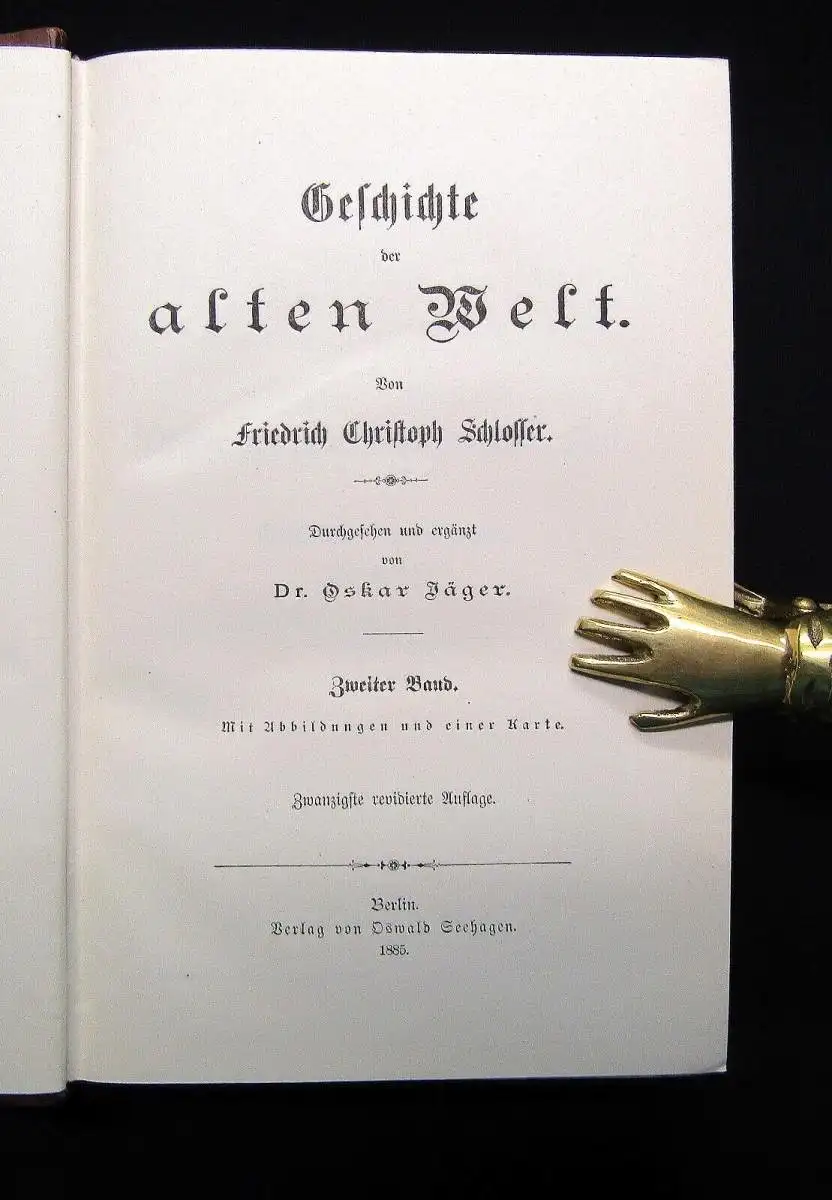 Geschichte
der
alten Welt.
Von
Friedrich Christoph Schlosser.
Durchgesehen und ergänzt
von
Dr. Oskar Jäger.
Zweiter Band.
Mit Abbildungen und einer Karte.
Zwanzigste revidierte Auflage.
Berlin.
Verlag von Oswald Seehagen.
1885.